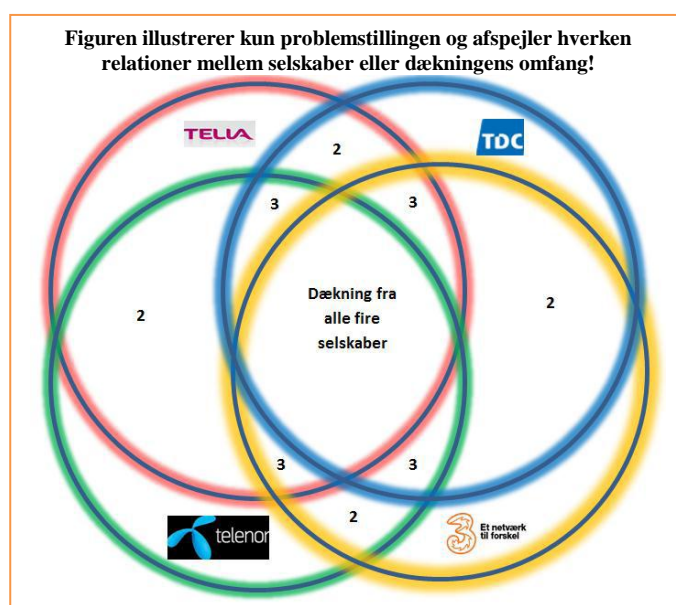 Figuren illustrerer kun problemstillingen og afspejler hverken
relationer mellem selskaber eller dækningens omfang!
TELIA
2
TDC
3
3
Dækning fra
alle fire
selskaber
2
2
3
3
2
telenor
3
Et netværk
til forskel